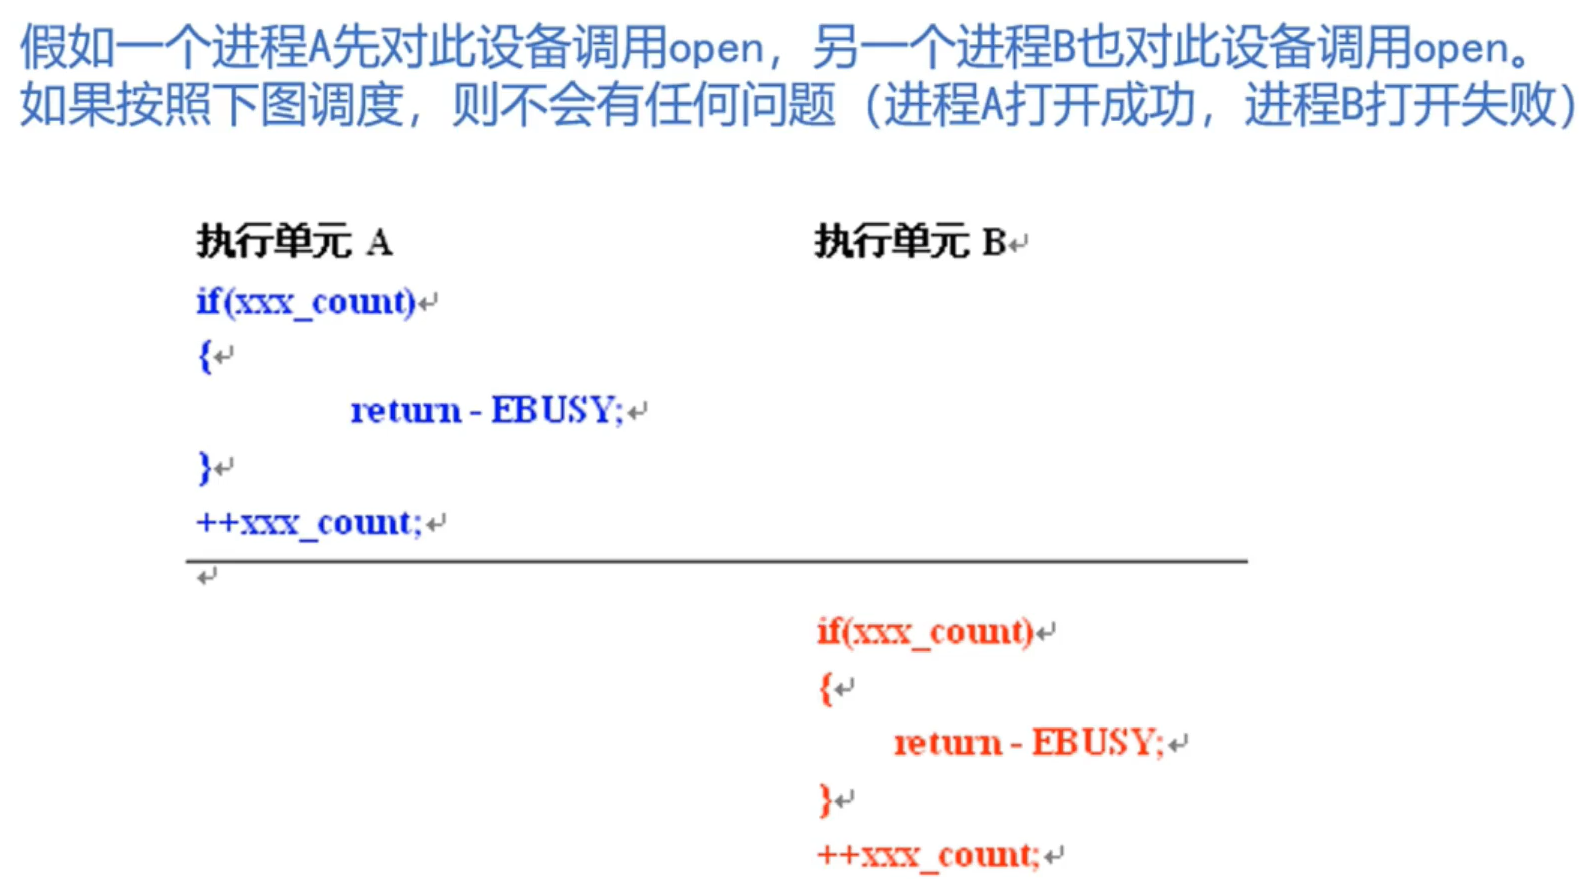 假如一个进程A先对此设备调用open，另一个进程B也对此设备调用open。
如果按照下图调度，则不会有任何问题（进程A打开成功，进程B打开失败）
执行单元 A 执行单元 B↵
if(xxx_count)↵
{↵
return - EBUSY;↵
}↵
++xxx_count;↵
↵
if(xxx_count)↵
{↵
return - EBUSY;↵
}↵
++xxx_count;↵